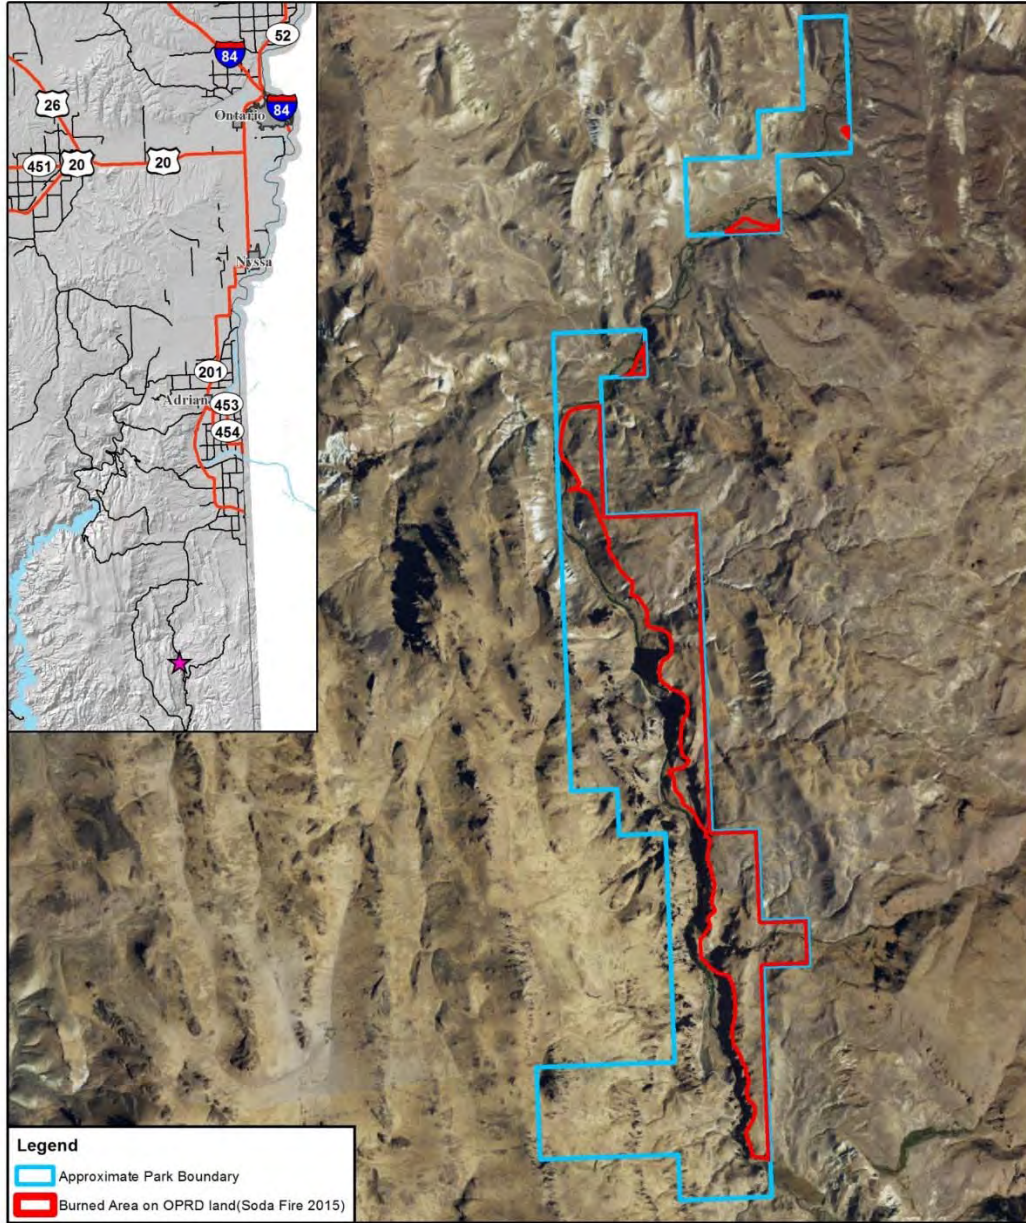 52
84
26
84
Ontario
451
20
20
Nyssa
201
Adrian
453
454
Legend
Approximate Park Boundary
Burned Area on OPRD land(Soda Fire 2015)